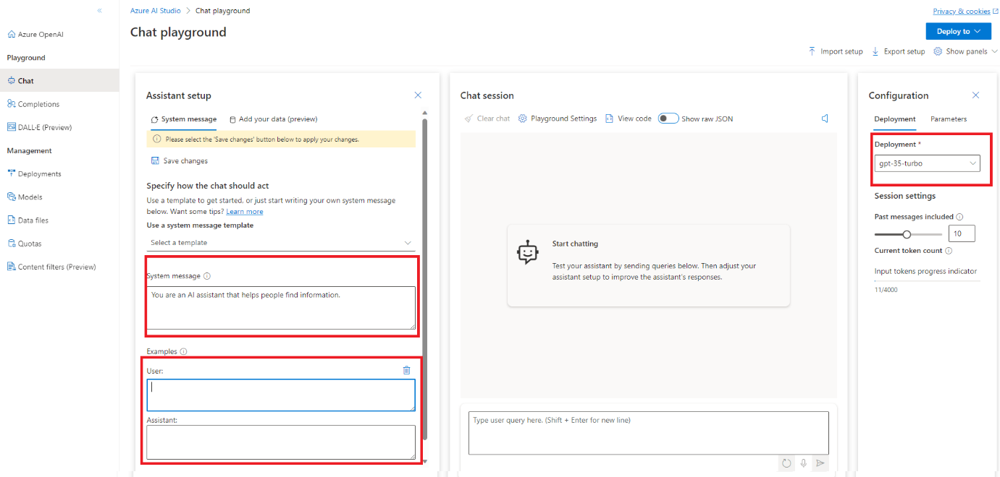 Azure AI Studio > Chat playground
Privacy & cookies
Chat playground
Deploy to
Import setup
Export setup
Show panels
Azure OpenAI
Playground
Chat
Completions
DALL·E (Preview)
Management
Deployments
Models
Data files
Quotas
Content filters (Preview)
Assistant setup
System message
Add your data (preview)
Please select the 'Save changes' button below to apply your changes.
Save changes
Specify how the chat should act
Use a template to get started, or just start writing your own system message
below. Want some tips? Learn more
Use a system message template
Select a template
System message
You are an AI assistant that helps people find information.
Examples
User:
Assistant:
Chat session
Clear chat
Playground Settings
View code
Show raw JSON
Start chatting
Test your assistant by sending queries below. Then adjust your
assistant setup to improve the assistant's responses.
Type user query here. (Shift + Enter for new line)
Configuration
Deployment
Parameters
Deployment *
gpt-35-turbo
Session settings
Past messages included
10
Current token count
Input tokens progress indicator
11/4000